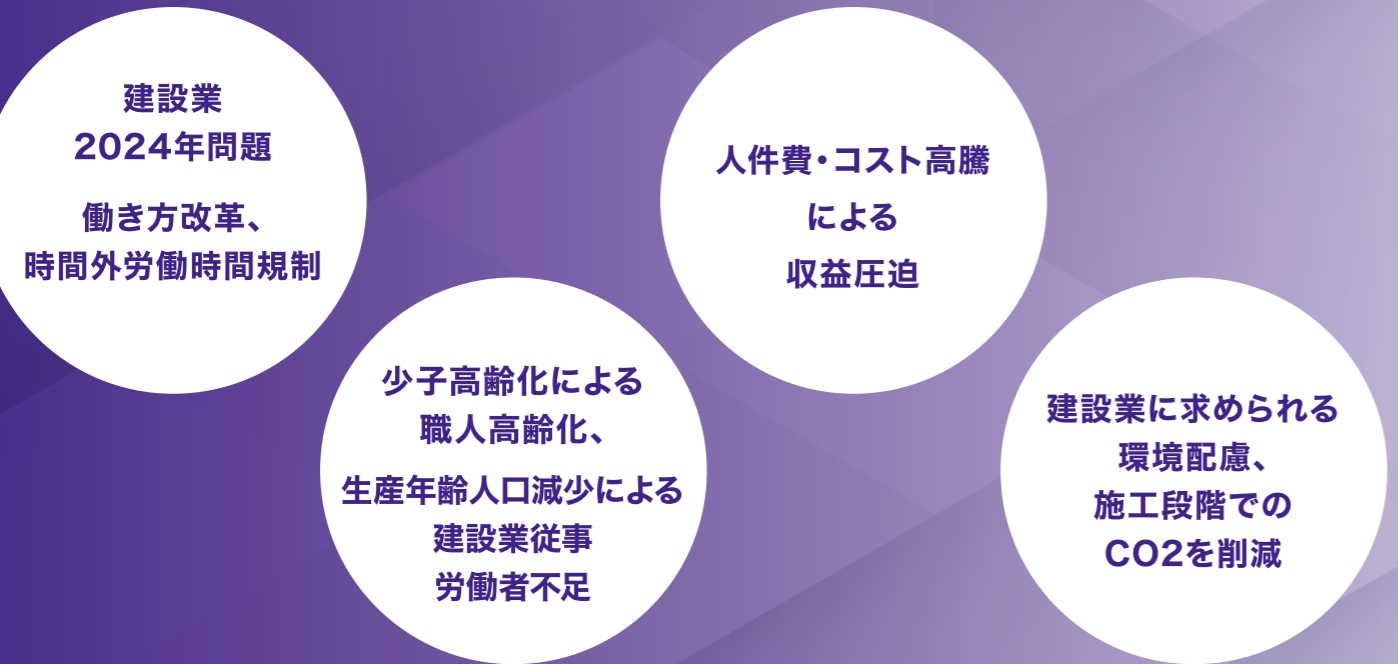 建設業
2024年問題
働き方改革、
時間外労働時間規制
少子高齢化による
職人高齢化、
生産年齢人口減少による
建設業従事
労働者不足
人件費・コスト高騰
による
収益圧迫
建設業に求められる
環境配慮、
施工段階での
CO2を削減